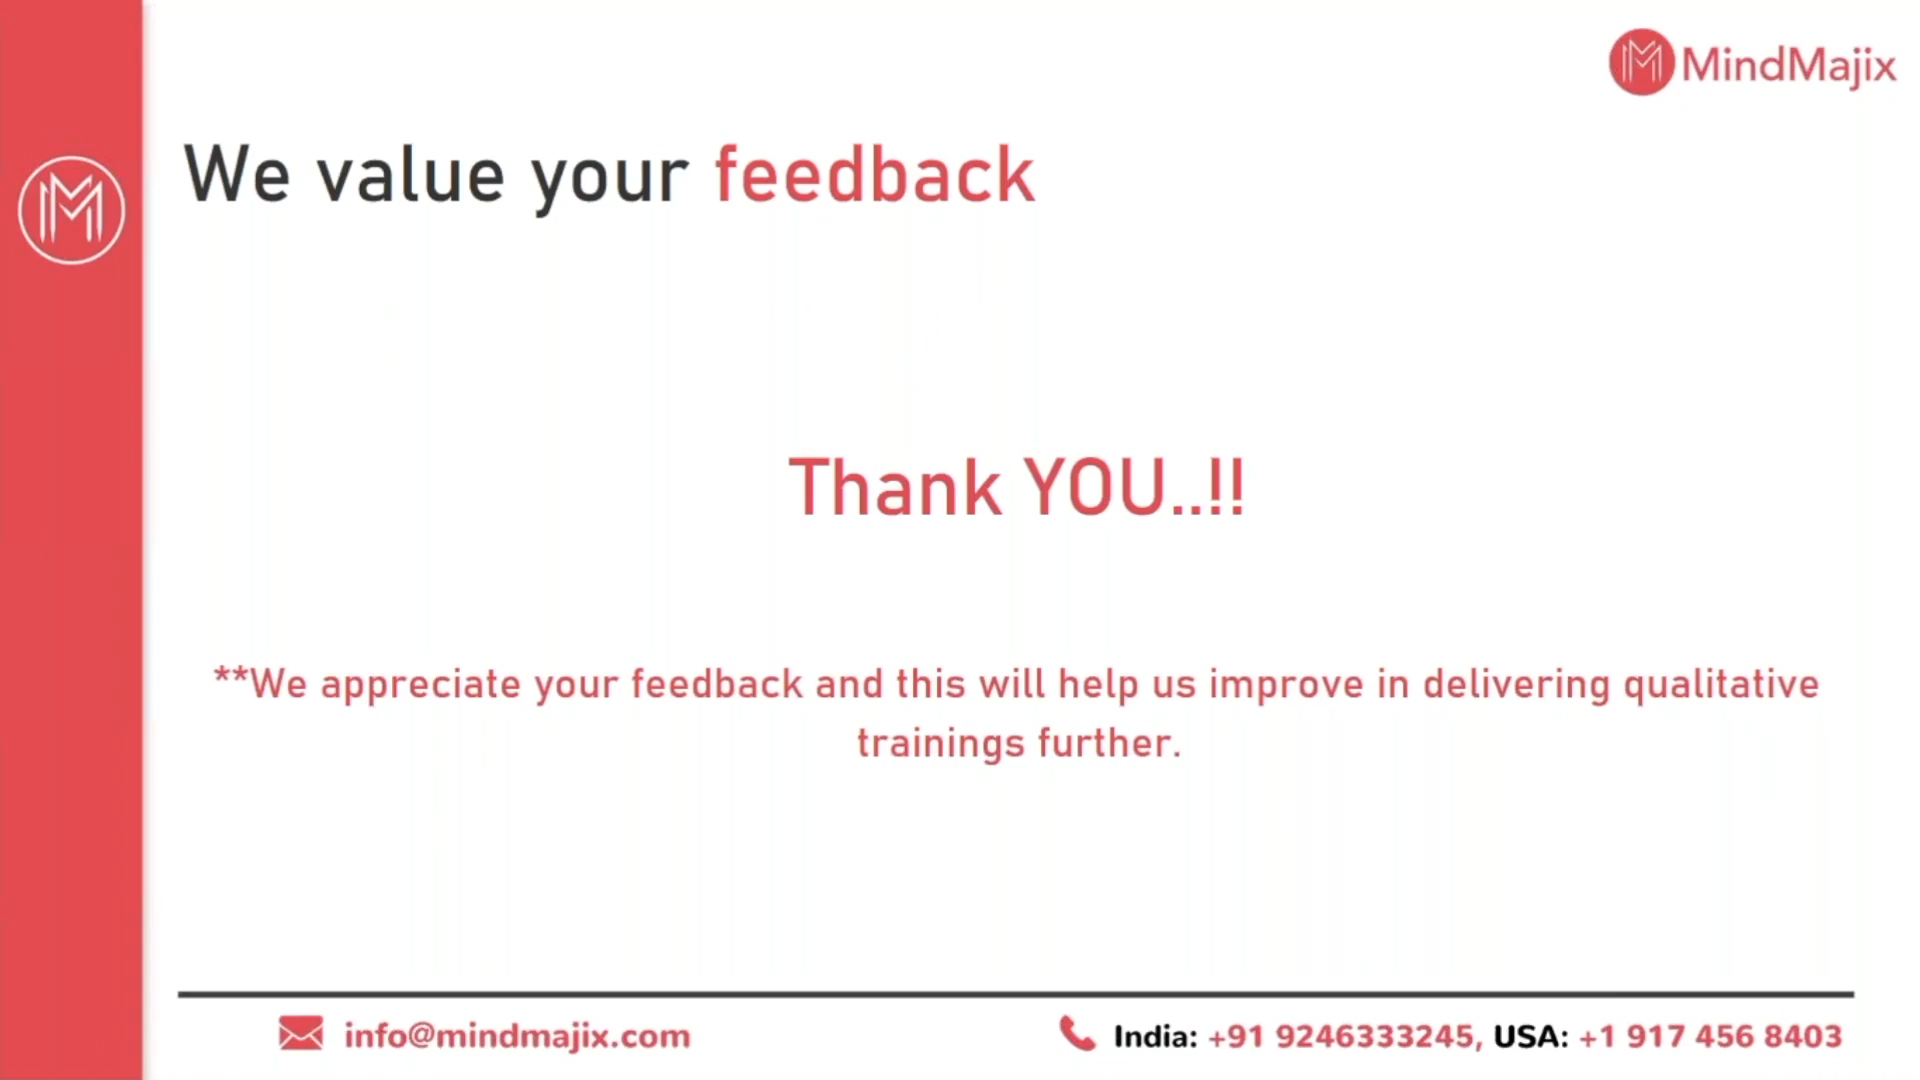 MindMajix
We value your feedback
Thank YOU..!!
**We appreciate your feedback and this will help us improve in delivering qualitative
trainings further.
info@mindmajix.com India: +91 9246333245, USA: +1 917 456 8403